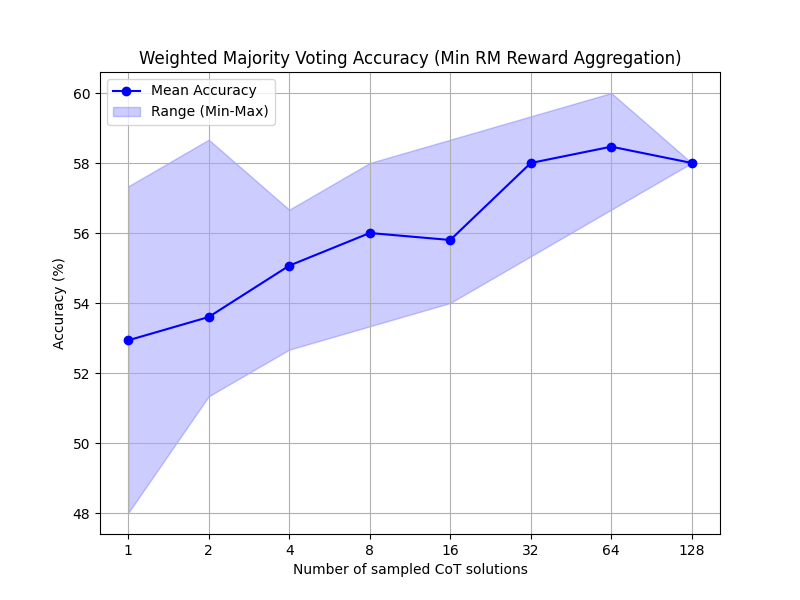 Weighted Majority Voting Accuracy (Min RM Reward Aggregation)
Mean Accuracy
Range (Min-Max)
Accuracy (%)
60
58
56
54
52
50
48
1 2 4 8 16 32 64 128
Number of sampled CoT solutions